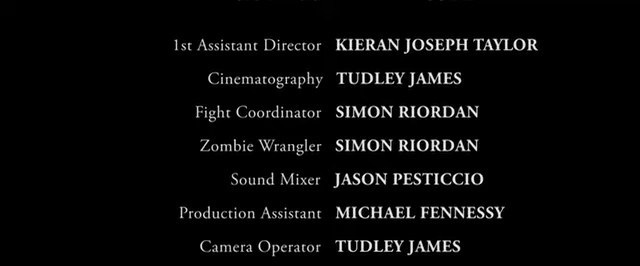 1st Assistant Director KIERAN JOSEPH TAYLOR
Cinematography TUDLEY JAMES
Fight Coordinator SIMON RIORDAN
Zombie Wrangler SIMON RIORDAN
Sound Mixer JASON PESTICCIO
Production Assistant MICHAEL FENNESSY
Camera Operator TUDLEY JAMES